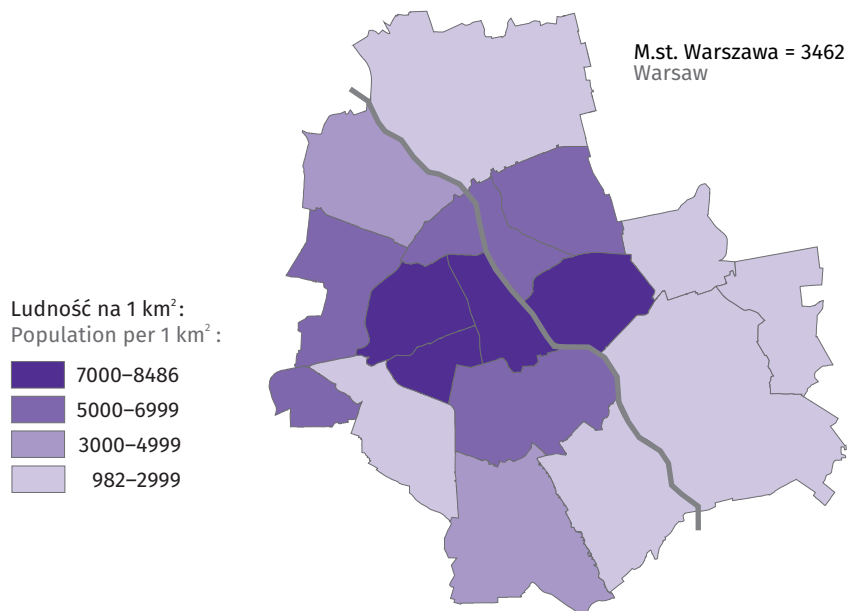 M.st. Warszawa = 3462
Warsaw
Ludność na 1 km²:
Population per 1 km²:
7000–8486
5000–6999
3000–4999
982–2999